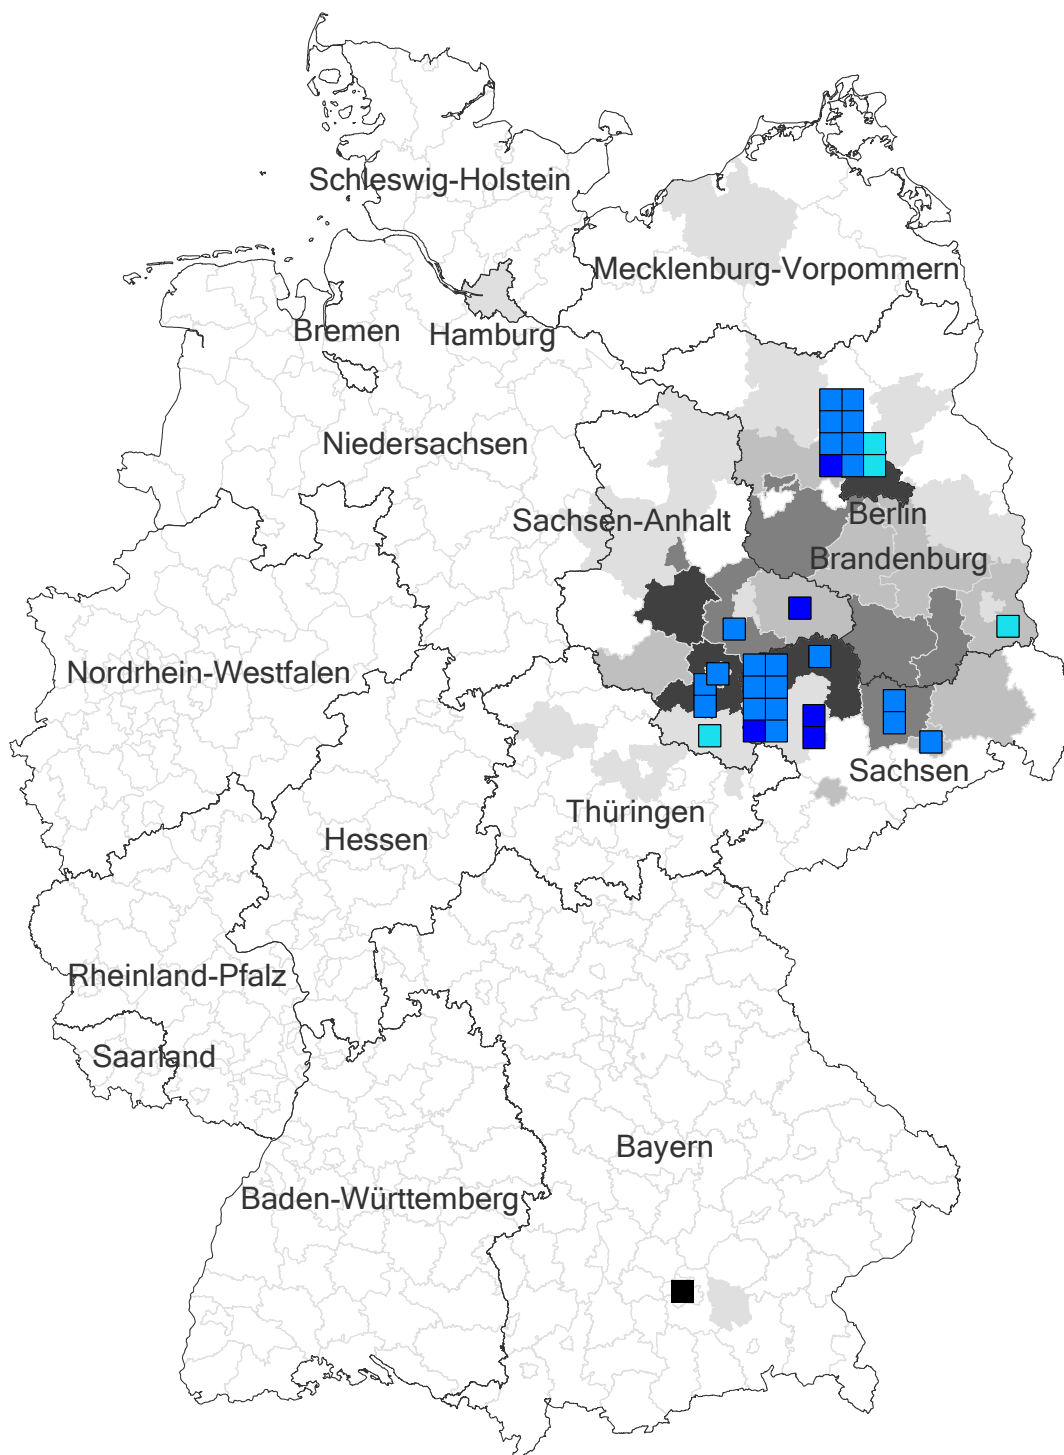 Schleswig-Holstein
Mecklenburg-Vorpommern
Bremen
Hamburg
Niedersachsen
Sachsen-Anhalt
Berlin
Brandenburg
Nordrhein-Westfalen
Sachsen
Thüringen
Hessen
Rheinland-Pfalz
Saarland
Bayern
Baden-Württemberg